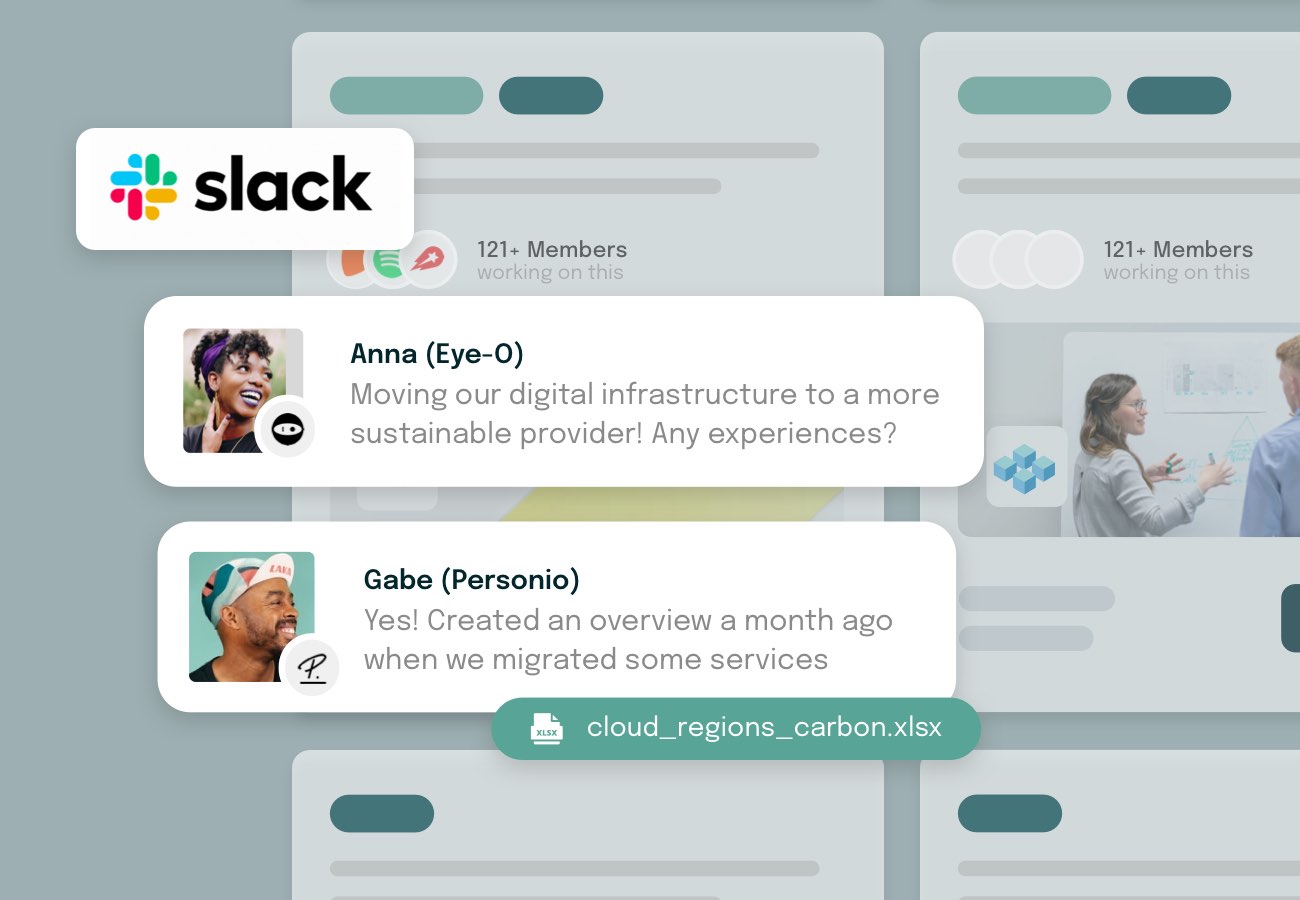 slack
121+ Members
working on this
121+ Members
working on this
Anna (Eye-O)
Moving our digital infrastructure to a more
sustainable provider! Any experiences?
Gabe (Personio)
Yes! Created an overview a month ago
when we migrated some services
P.
XLSX
cloud_regions_carbon.xlsx